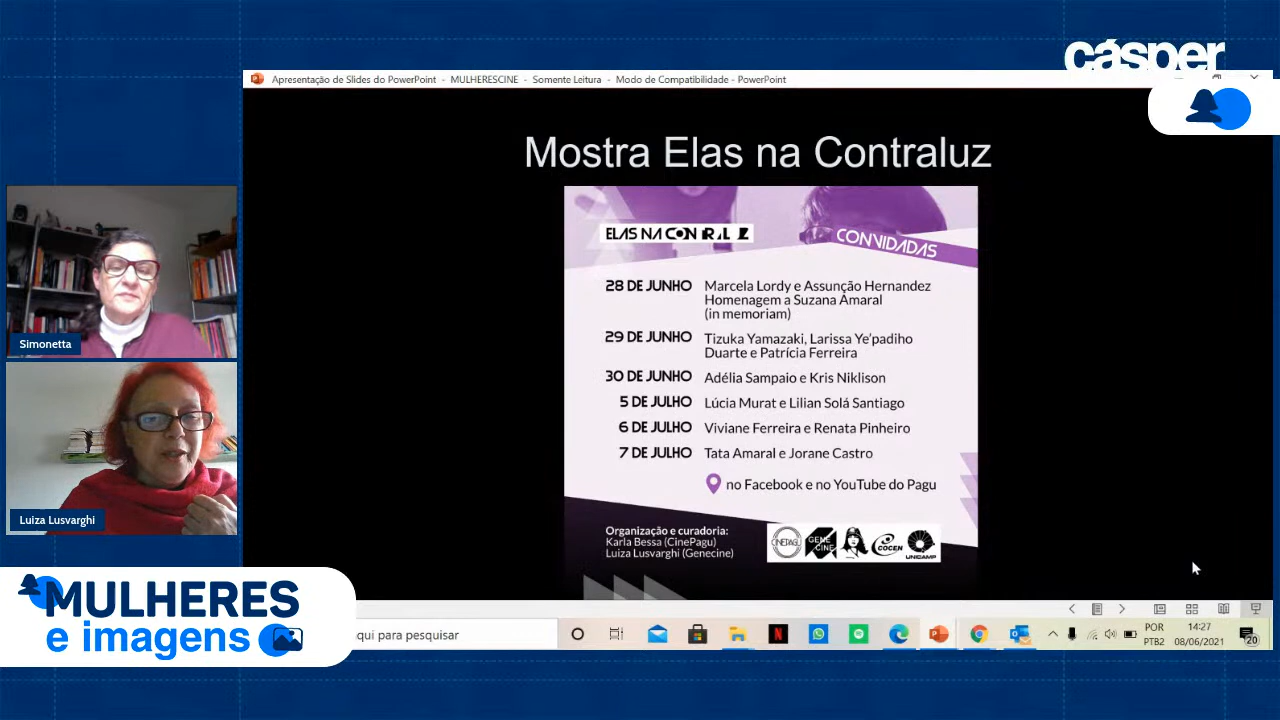 cásper
Apresentação de Slides do PowerPoint - MULHERESCINE - Somente Leitura - Modo de Compatibilidade - PowerPoint
Mostra Elas na Contraluz
ELAS NA CONTRALUZ
CONVIDADAS
28 DE JUNHO Marcela Lordy e Assunção Hernandez
Homenagem a Suzana Amaral
(in memoriam)
29 DE JUNHO Tizuka Yamazaki, Larissa Ye'padiho
Duarte e Patrícia Ferreira
30 DE JUNHO Adélia Sampaio e Kris Niklison
5 DE JULHO Lúcia Murat e Lilian Solá Santiago
6 DE JULHO Viviane Ferreira e Renata Pinheiro
7 DE JULHO Tata Amaral e Jorane Castro
no Facebook e no YouTube do Pagu
Organização e curadoria:
Karla Bessa (CinePagu)
Luiza Lusvarghi (Genecine)
CINEPAGU
GENE
CINE
COCEN
UNICAMP
Simonetta
Luiza Lusvarghi
MULHERES
e imagens
qui para pesquisar
POR
PTB2
14:27
08/06/2021
20